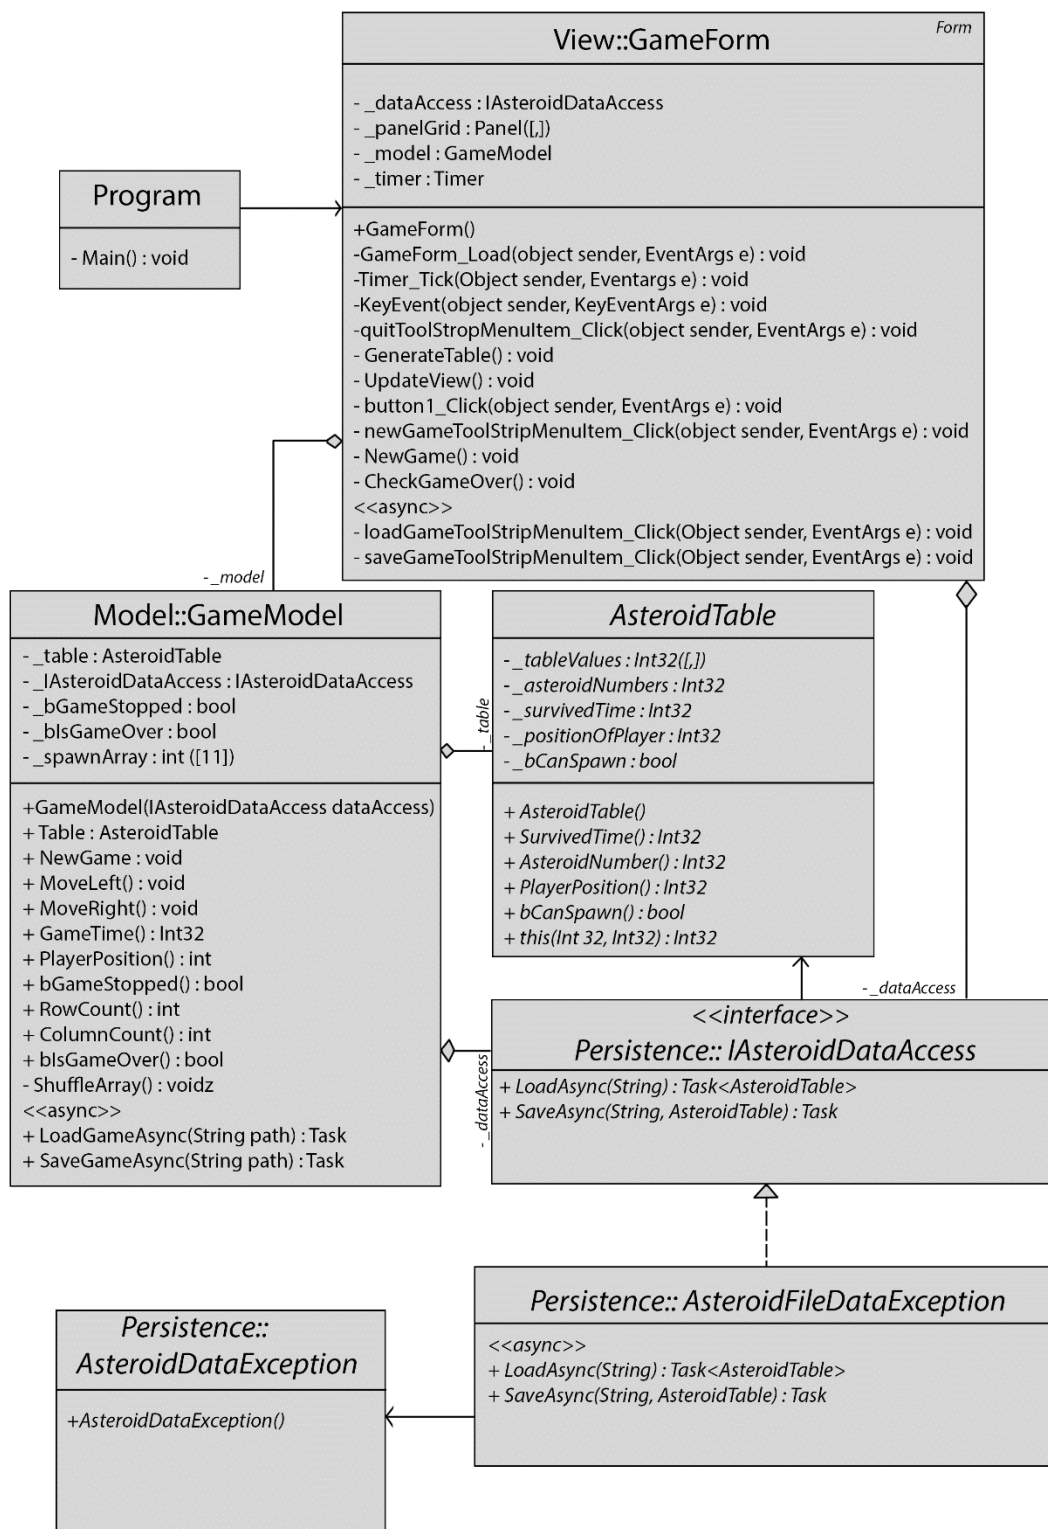 View::GameForm
Form
- _dataAccess : IAsteroidDataAccess
- _panelGrid : Panel([,])
- _model : GameModel
- _timer : Timer
+GameForm()
-GameForm_Load(object sender, EventArgs e) : void
-Timer_Tick(Object sender, Eventargs e) : void
-KeyEvent(object sender, KeyEventArgs e) : void
-quitToolStropMenuItem_Click(object sender, EventArgs e) : void
- GenerateTable() : void
- UpdateView() : void
- button1_Click(object sender, EventArgs e) : void
- newGameToolStripMenuItem_Click(object sender, EventArgs e) : void
- NewGame() : void
- CheckGameOver() : void
<<async>>
- loadGameToolStripMenuItem_Click(Object sender, EventArgs e) : void
- saveGameToolStripMenuItem_Click(Object sender, EventArgs e) : void
Program
- Main() : void
- _model
Model::GameModel
- _table : AsteroidTable
- _IAsteroidDataAccess : IAsteroidDataAccess
- _bGameStopped : bool
- _bIsGameOver : bool
- _spawnArray : int ([11])
+GameModel(IAsteroidDataAccess dataAccess)
+ Table : AsteroidTable
+ NewGame : void
+ MoveLeft() : void
+ MoveRight() : void
+ GameTime() : Int32
+ PlayerPosition() : int
+ bGameStopped() : bool
+ RowCount() : int
+ ColumnCount() : int
+ bIsGameOver() : bool
- ShuffleArray() : voidz
<<async>>
+ LoadGameAsync(String path) : Task
+ SaveGameAsync(String path) : Task
- _table
AsteroidTable
- _tableValues : Int32([,])
- _asteroidNumbers : Int32
- _survivedTime : Int32
- _positionOfPlayer : Int32
- _bCanSpawn : bool
+ AsteroidTable()
+ SurvivedTime() : Int32
+ AsteroidNumber() : Int32
+ PlayerPosition() : Int32
+ bCanSpawn() : bool
+ this(Int 32, Int32) : Int32
- _dataAccess
- _dataAccess
<<interface>>
Persistence:: IAsteroidDataAccess
+ LoadAsync(String) : Task<AsteroidTable>
+ SaveAsync(String, AsteroidTable) : Task
Persistence:: AsteroidFileDataException
<<async>>
+ LoadAsync(String) : Task<AsteroidTable>
+ SaveAsync(String, AsteroidTable) : Task
Persistence::
AsteroidDataException
+AsteroidDataException()